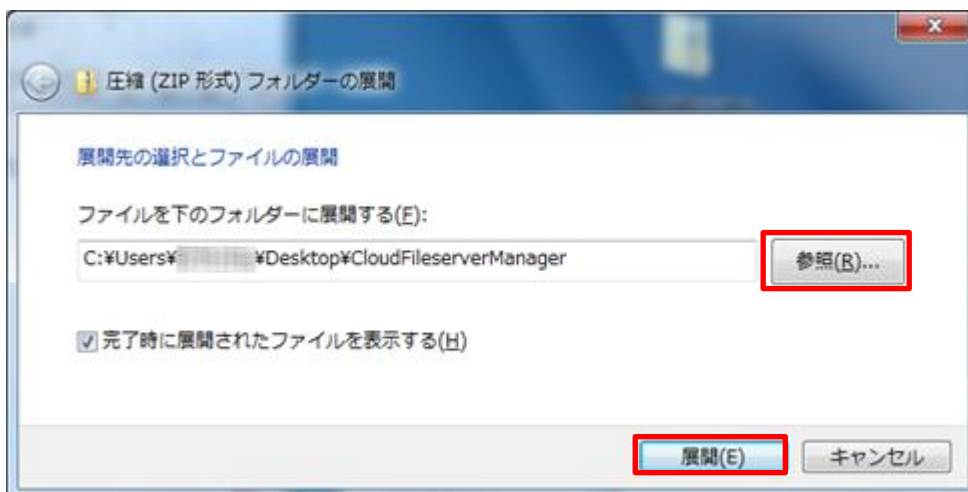 圧縮 (ZIP 形式) フォルダーの展開
展開先の選択とファイルの展開
ファイルを下のフォルダーに展開する(F):
C:¥Users¥ ¥Desktop¥CloudFileserverManager
参照(R)...
完了時に展開されたファイルを表示する(H)
展開(E)
キャンセル